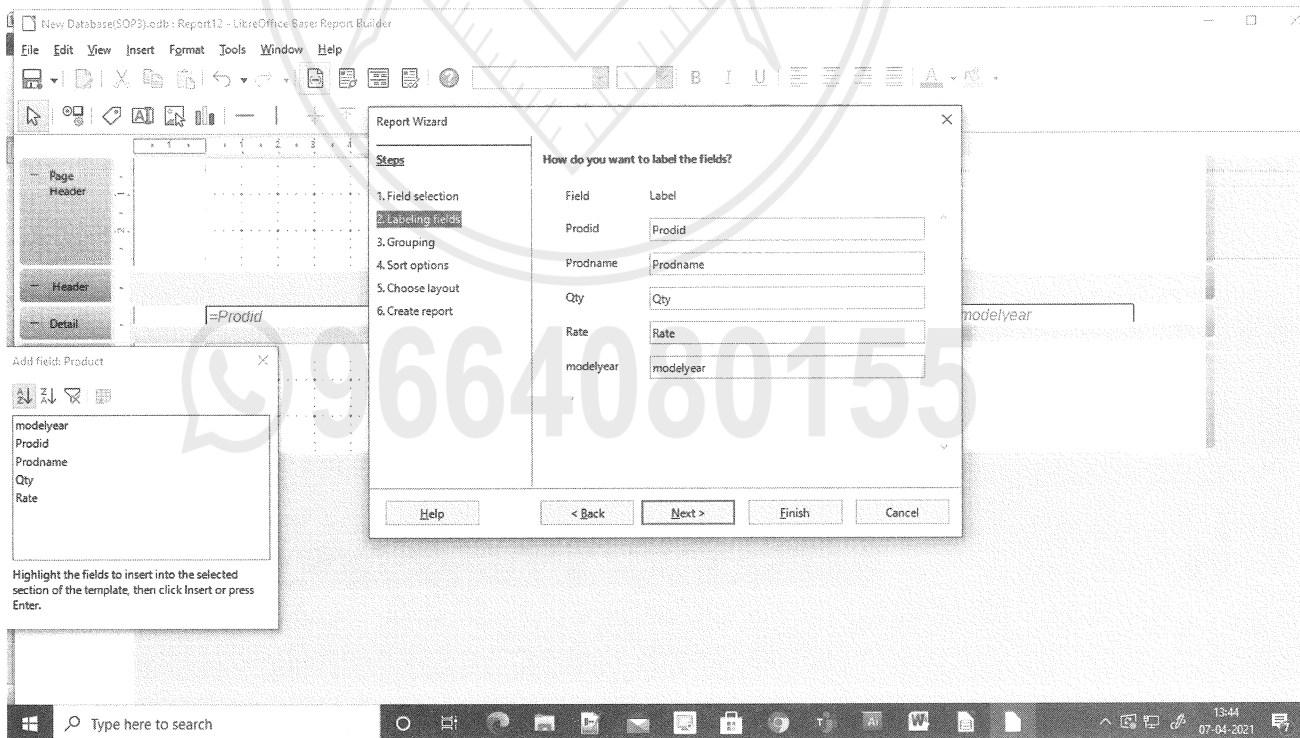 New Database(SOP3).odb : Report12 - LibreOffice Base: Report Builder
File Edit View Insert Format Tools Window Help
B I U A
Report Wizard
Steps
1. Field selection
2. Labeling fields
3. Grouping
4. Sort options
5. Choose layout
6. Create report
How do you want to label the fields?
Field Label
Prodid Prodid
Prodname Prodname
Qty Qty
Rate Rate
modelyear modelyear
Help < Back Next > Finish Cancel
Page
Header
Header
Detail
=Prodid
modelyear
Add field: Product
modelyear
Prodid
Prodname
Qty
Rate
Highlight the fields to insert into the selected
section of the template, then click Insert or press
Enter.
9664080155
Type here to search
13:44
07-04-2021